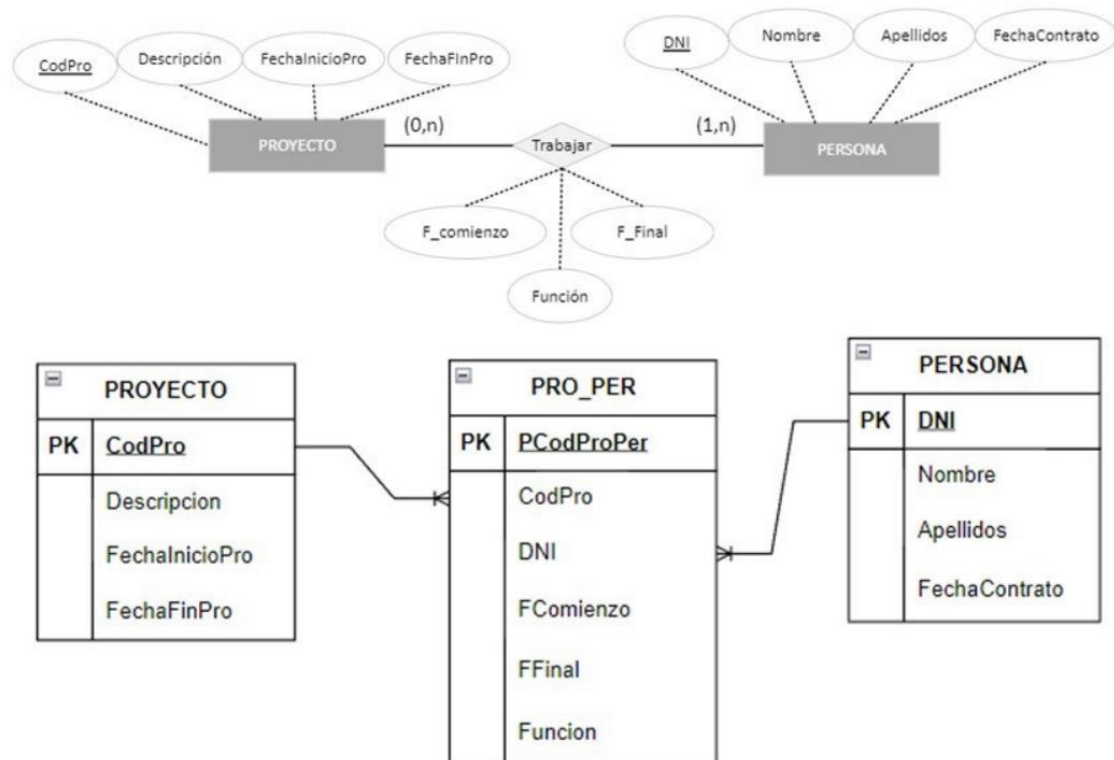 CodPro
Descripción
FechaInicioPro
FechaFInPro
DNI
Nombre
Apellidos
FechaContrato
PROYECTO
(0,n)
Trabajar
(1,n)
PERSONA
F_comienzo
F_Final
Función
PROYECTO
PK CodPro
Descripcion
FechaInicioPro
FechaFinPro
PRO_PER
PK PCodProPer
CodPro
DNI
FComienzo
FFinal
Funcion
PERSONA
PK DNI
Nombre
Apellidos
FechaContrato